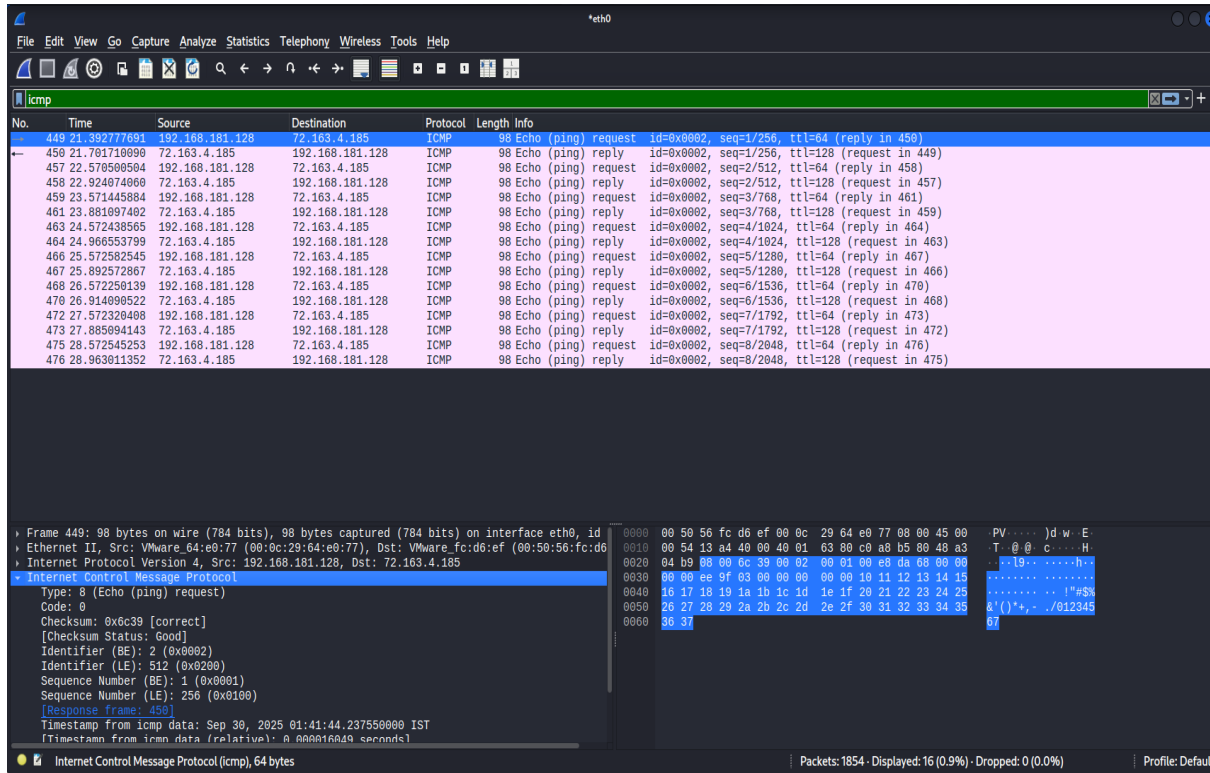 *eth0
File Edit View Go Capture Analyze Statistics Telephony Wireless Tools Help
icmp
No. Time Source Destination Protocol Length Info
449 21.392777691 192.168.181.128 72.163.4.185 ICMP 98 Echo (ping) request id=0x0002, seq=1/256, ttl=64 (reply in 450)
450 21.701710090 72.163.4.185 192.168.181.128 ICMP 98 Echo (ping) reply id=0x0002, seq=1/256, ttl=128 (request in 449)
457 22.570500504 192.168.181.128 72.163.4.185 ICMP 98 Echo (ping) request id=0x0002, seq=2/512, ttl=64 (reply in 458)
458 22.924074060 72.163.4.185 192.168.181.128 ICMP 98 Echo (ping) reply id=0x0002, seq=2/512, ttl=128 (request in 457)
459 23.571445884 192.168.181.128 72.163.4.185 ICMP 98 Echo (ping) request id=0x0002, seq=3/768, ttl=64 (reply in 461)
461 23.881097402 72.163.4.185 192.168.181.128 ICMP 98 Echo (ping) reply id=0x0002, seq=3/768, ttl=128 (request in 459)
463 24.572438565 192.168.181.128 72.163.4.185 ICMP 98 Echo (ping) request id=0x0002, seq=4/1024, ttl=64 (reply in 464)
464 24.966553799 72.163.4.185 192.168.181.128 ICMP 98 Echo (ping) reply id=0x0002, seq=4/1024, ttl=128 (request in 463)
466 25.572582545 192.168.181.128 72.163.4.185 ICMP 98 Echo (ping) request id=0x0002, seq=5/1280, ttl=64 (reply in 467)
467 25.892572867 72.163.4.185 192.168.181.128 ICMP 98 Echo (ping) reply id=0x0002, seq=5/1280, ttl=128 (request in 466)
468 26.572250139 192.168.181.128 72.163.4.185 ICMP 98 Echo (ping) request id=0x0002, seq=6/1536, ttl=64 (reply in 470)
470 26.914090522 72.163.4.185 192.168.181.128 ICMP 98 Echo (ping) reply id=0x0002, seq=6/1536, ttl=128 (request in 468)
472 27.572320408 192.168.181.128 72.163.4.185 ICMP 98 Echo (ping) request id=0x0002, seq=7/1792, ttl=64 (reply in 473)
473 27.885094143 72.163.4.185 192.168.181.128 ICMP 98 Echo (ping) reply id=0x0002, seq=7/1792, ttl=128 (request in 472)
475 28.572545253 192.168.181.128 72.163.4.185 ICMP 98 Echo (ping) request id=0x0002, seq=8/2048, ttl=64 (reply in 476)
476 28.963011352 72.163.4.185 192.168.181.128 ICMP 98 Echo (ping) reply id=0x0002, seq=8/2048, ttl=128 (request in 475)
Frame 449: 98 bytes on wire (784 bits), 98 bytes captured (784 bits) on interface eth0, id
Ethernet II, Src: VMware_64:e0:77 (00:0c:29:64:e0:77), Dst: VMware_fc:d6:ef (00:50:56:fc:d6
Internet Protocol Version 4, Src: 192.168.181.128, Dst: 72.163.4.185
Internet Control Message Protocol
Type: 8 (Echo (ping) request)
Code: 0
Checksum: 0x6c39 [correct]
[Checksum Status: Good]
Identifier (BE): 2 (0x0002)
Identifier (LE): 512 (0x0200)
Sequence Number (BE): 1 (0x0001)
Sequence Number (LE): 256 (0x0100)
[Response frame: 450]
Timestamp from icmp data: Sep 30, 2025 01:41:44.237550000 IST
[Timestamp from icmp data (relative): 0.000016049 seconds]
0000 00 50 56 fc d6 ef 00 0c 29 64 e0 77 08 00 45 00 ·PV····· )d·w··E·
0010 00 54 13 a4 40 00 40 01 63 80 c0 a8 b5 80 48 a3 ·T··@·@· c·····H·
0020 04 b9 08 00 6c 39 00 02 00 01 00 e8 da 68 00 00 ····l9·· ·····h··
0030 00 00 ee 9f 03 00 00 00 00 00 10 11 12 13 14 15 ········ ········
0040 16 17 18 19 1a 1b 1c 1d 1e 1f 20 21 22 23 24 25 ········ ·· !"#$%
0050 26 27 28 29 2a 2b 2c 2d 2e 2f 30 31 32 33 34 35 &'()*+,- ./012345
0060 36 37 67
Internet Control Message Protocol (icmp), 64 bytes
Packets: 1854 · Displayed: 16 (0.9%) · Dropped: 0 (0.0%)
Profile: Defaul